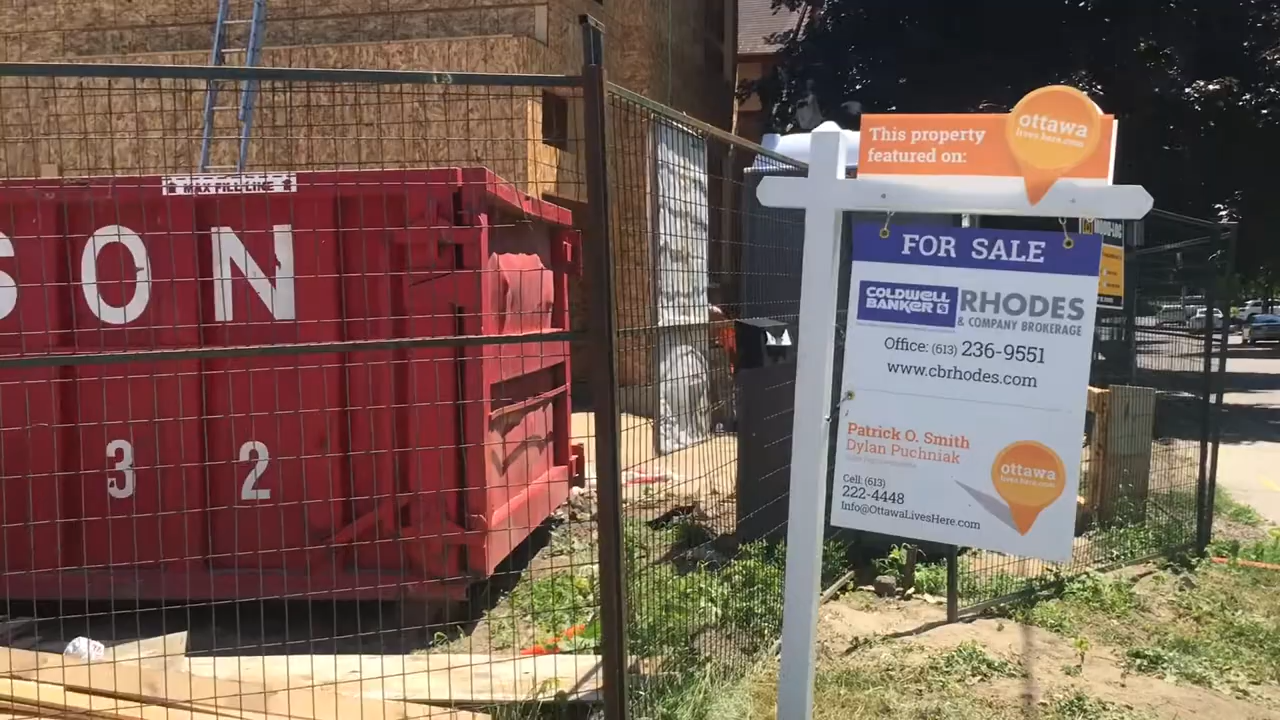 MAX FILL LINE
SON
3 2
This property
featured on:
ottawa
lives here.com
FOR SALE
COLDWELL
BANKER
RHODES
& COMPANY BROKERAGE
Office: (613) 236-9551
www.cbrhodes.com
Patrick O. Smith
Dylan Puchniak
Cell: (613)
222-4448
Info@OttawaLivesHere.com
ottawa
lives here.com